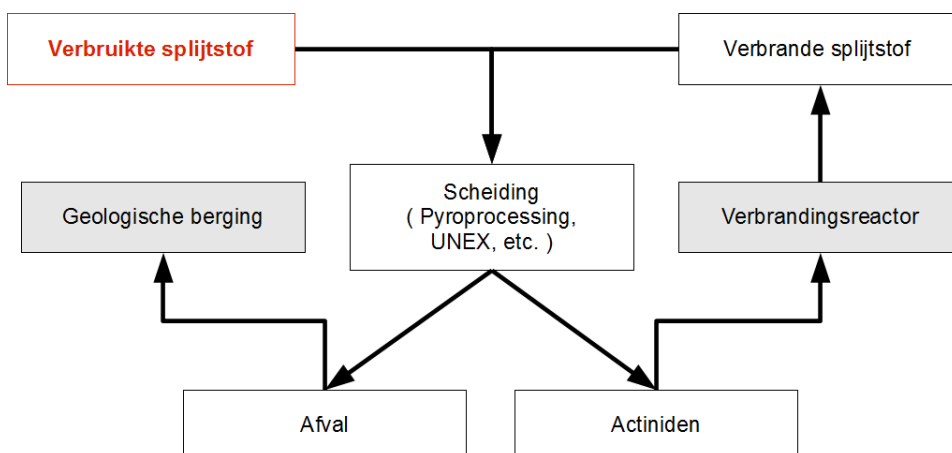 Verbruikte splijtstof
Verbrande splijtstof
Scheiding
( Pyroprocessing,
UNEX, etc. )
Geologische berging
Verbrandingsreactor
Afval
Actiniden